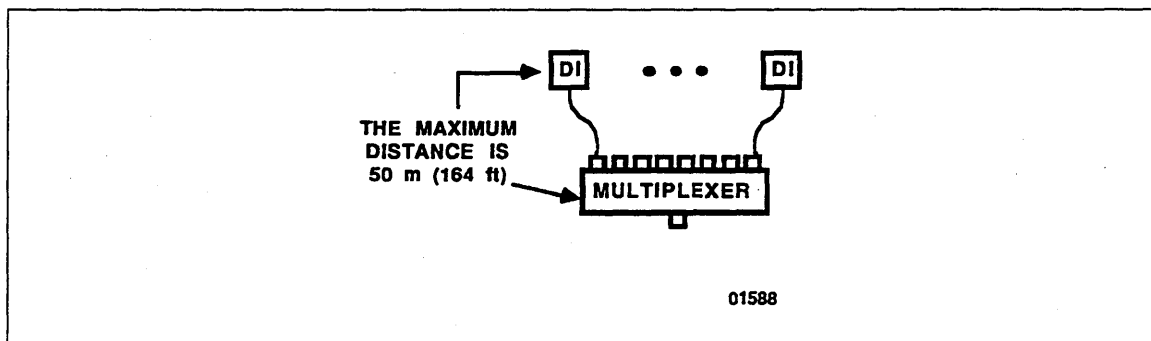 DI
• • •
DI
THE MAXIMUM
DISTANCE IS
50 m (164 ft)
MULTIPLEXER
01588